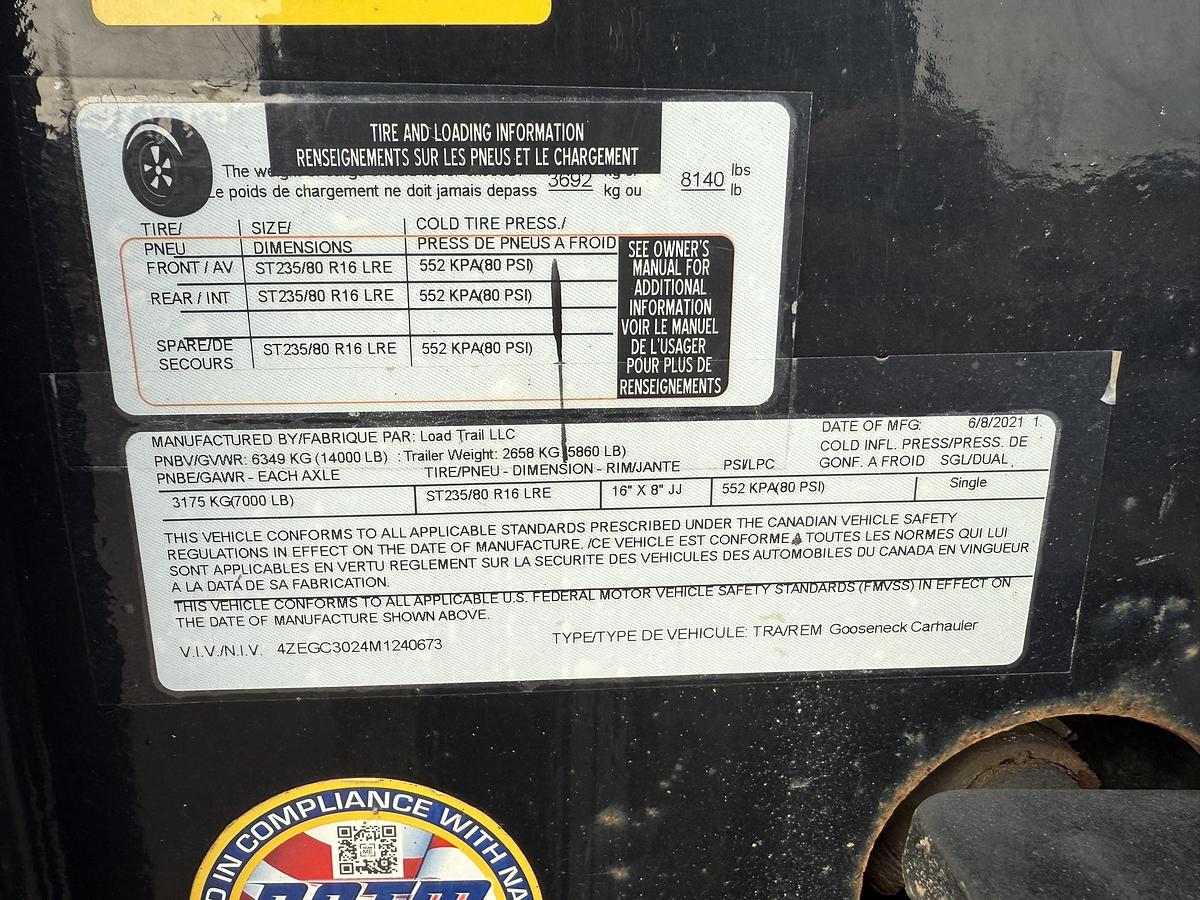 TIRE AND LOADING INFORMATION
RENSEIGNEMENTS SUR LES PNEUS ET LE CHARGEMENT
The
Le poids de chargement ne doit jamais depass 3692 kg ou 8140 lbs
lb
TIRE/ SIZE/ COLD TIRE PRESS./
PNEU DIMENSIONS PRESS DE PNEUS A FROID
FRONT / AV ST235/80 R16 LRE 552 KPA(80 PSI)
REAR / INT ST235/80 R16 LRE 552 KPA(80 PSI)
SPARE/DE ST235/80 R16 LRE 552 KPA(80 PSI)
SECOURS
SEE OWNER'S
MANUAL FOR
ADDITIONAL
INFORMATION
VOIR LE MANUEL
DE L'USAGER
POUR PLUS DE
RENSEIGNEMENTS
MANUFACTURED BY/FABRIQUE PAR: Load Trail LLC DATE OF MFG: 6/8/2021 1
PNBV/GVWR: 6349 KG (14000 LB) : Trailer Weight: 2658 KG (5860 LB) COLD INFL. PRESS/PRESS. DE
PNBE/GAWR - EACH AXLE TIRE/PNEU - DIMENSION - RIM/JANTE PSI/LPC GONF. A FROID SGL/DUAL
3175 KG(7000 LB) ST235/80 R16 LRE 16" X 8" JJ 552 KPA(80 PSI) Single
THIS VEHICLE CONFORMS TO ALL APPLICABLE STANDARDS PRESCRIBED UNDER THE CANADIAN VEHICLE SAFETY
REGULATIONS IN EFFECT ON THE DATE OF MANUFACTURE. /CE VEHICLE EST CONFORME A TOUTES LES NORMES QUI LUI
SONT APPLICABLES EN VERTU REGLEMENT SUR LA SECURITE DES VEHICULES DES AUTOMOBILES DU CANADA EN VINGUEUR
A LA DATA DE SA FABRICATION.
THIS VEHICLE CONFORMS TO ALL APPLICABLE U.S. FEDERAL MOTOR VEHICLE SAFETY STANDARDS (FMVSS) IN EFFECT ON
THE DATE OF MANUFACTURE SHOWN ABOVE.
V.I.V./N.I.V. 4ZEGC3024M1240673 TYPE/TYPE DE VEHICULE: TRA/REM Gooseneck Carhauler
IN COMPLIANCE WITH